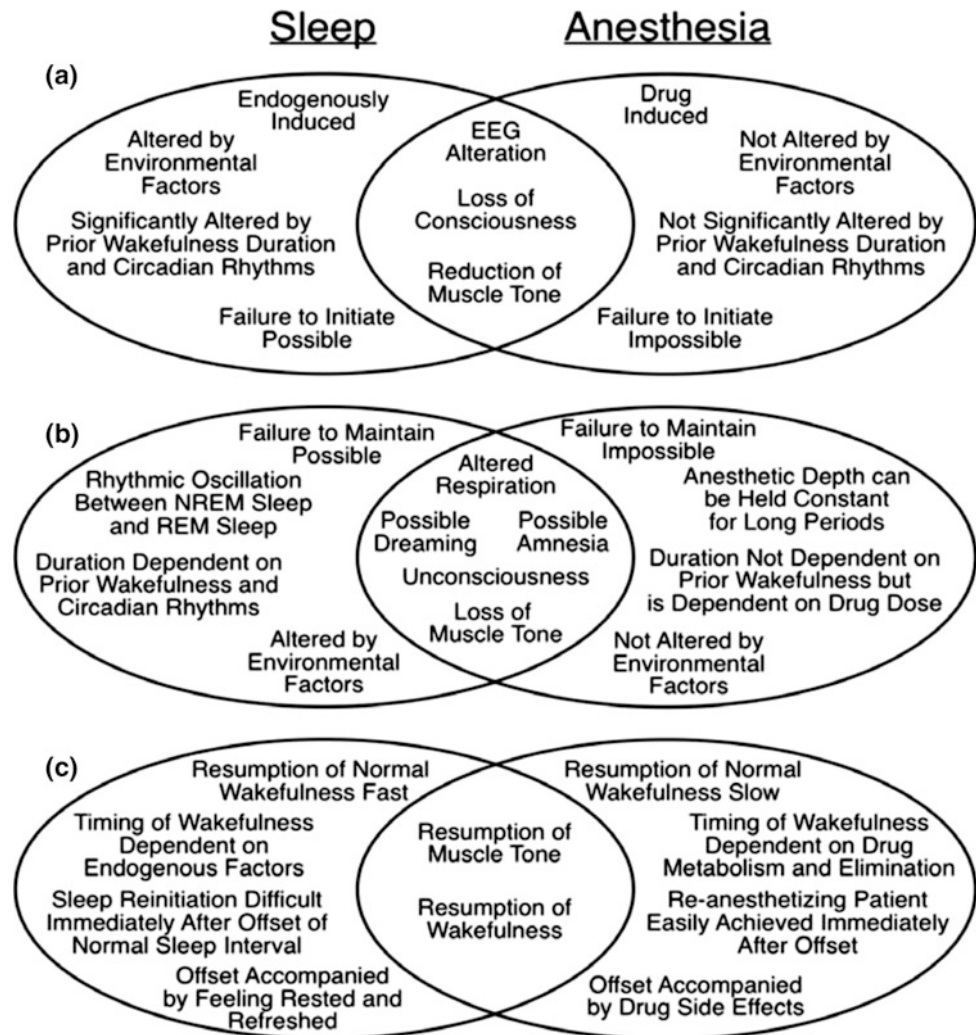 Sleep
Anesthesia
(a)
Endogenously
Induced
Altered by
Environmental
Factors
Significantly Altered by
Prior Wakefulness Duration
and Circadian Rhythms
Failure to Initiate
Possible
EEG
Alteration
Loss of
Consciousness
Reduction of
Muscle Tone
Drug
Induced
Not Altered by
Environmental
Factors
Not Significantly Altered by
Prior Wakefulness Duration
and Circadian Rhythms
Failure to Initiate
Impossible
(b)
Failure to Maintain
Possible
Rhythmic Oscillation
Between NREM Sleep
and REM Sleep
Duration Dependent on
Prior Wakefulness and
Circadian Rhythms
Altered by
Environmental
Factors
Altered
Respiration
Possible
Dreaming
Possible
Amnesia
Unconsciousness
Loss of
Muscle Tone
Failure to Maintain
Impossible
Anesthetic Depth can
be Held Constant
for Long Periods
Duration Not Dependent on
Prior Wakefulness but
is Dependent on Drug Dose
Not Altered by
Environmental
Factors
(c)
Resumption of Normal
Wakefulness Fast
Timing of Wakefulness
Dependent on
Endogenous Factors
Sleep Reinitiation Difficult
Immediately After Offset of
Normal Sleep Interval
Offset Accompanied
by Feeling Rested and
Refreshed
Resumption of
Muscle Tone
Resumption of
Wakefulness
Resumption of Normal
Wakefulness Slow
Timing of Wakefulness
Dependent on Drug
Metabolism and Elimination
Re-anesthetizing Patient
Easily Achieved Immediately
After Offset
Offset Accompanied
by Drug Side Effects